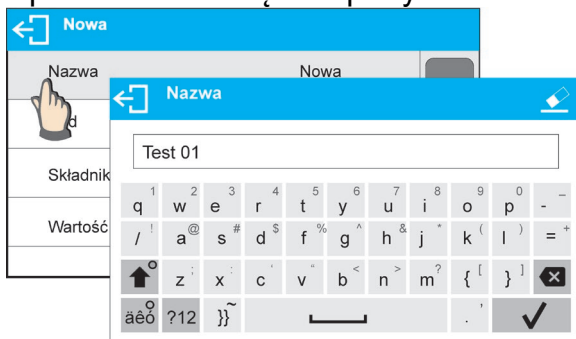 Nowa
Nazwa Nowa
Składnik
Wartość
Nazwa
Test 01
q 1 w 2 e 3 r 4 t 5 y 6 u 7 i 8 o 9 p 0 - _
/ ! a @ s # d $ f % g ^ h & j * k ( l ) = +
z ; x : c ' v " b < n > m ? { [ } ]
äêó ?12 }} ~ . ,